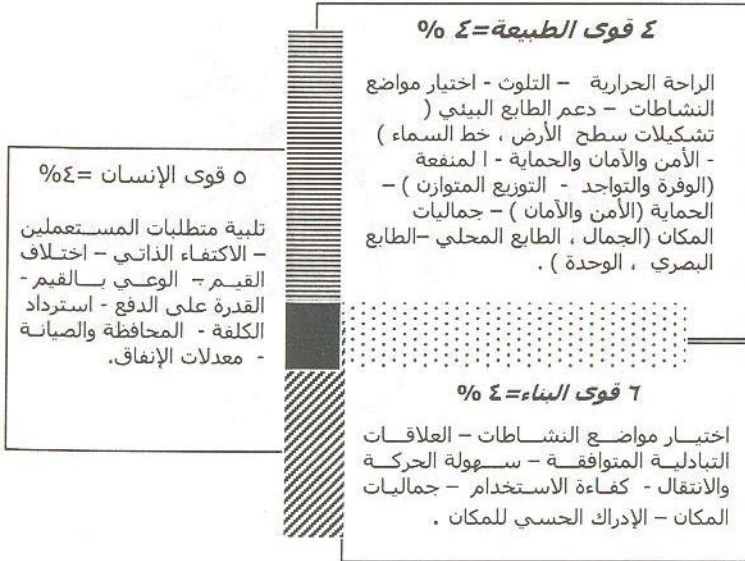 ٤ قوى الطبيعة=٤ %
الراحة الحرارية – التلوث - اختيار مواضع
النشاطات – دعم الطابع البيئي (
تشكيلات سطح الأرض ، خط السماء )
- الأمن والأمان والحماية - ا لمنفعة
(الوفرة والتواجد - التوزيع المتوازن ) –
الحماية (الأمن والأمان ) – جماليات
المكان (الجمال ، الطابع المحلي –الطابع
البصري ، الوحدة ) .
٥ قوى الإنسان =٤%
تلبية متطلبات المستعملين
– الاكتفاء الذاتي – اختلاف
القيم – الوعي بالقيم -
القدرة على الدفع - استرداد
الكلفة - المحافظة والصيانة
- معدلات الإنفاق.
٦ قوى البناء=٤ %
اختيار مواضع النشاطات – العلاقات
التبادلية المتوافقة – سهولة الحركة
والانتقال - كفاءة الاستخدام – جماليات
المكان – الإدراك الحسي للمكان .